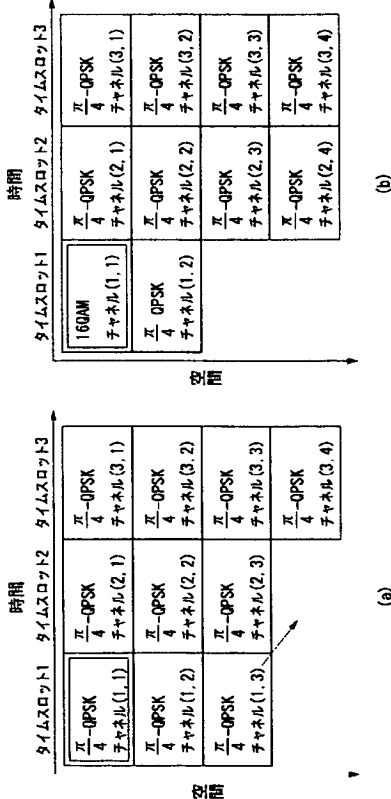 時間
タイムスロット1 タイムスロット2 タイムスロット3
空間
π/4-QPSK チャネル(1, 1)
π/4-QPSK チャネル(2, 1)
π/4-QPSK チャネル(3, 1)
π/4-QPSK チャネル(1, 2)
π/4-QPSK チャネル(2, 2)
π/4-QPSK チャネル(3, 2)
π/4-QPSK チャネル(1, 3)
π/4-QPSK チャネル(2, 3)
π/4-QPSK チャネル(3, 3)
π/4-QPSK チャネル(3, 4)
(a)
時間
タイムスロット1 タイムスロット2 タイムスロット3
空間
16QAM チャネル(1, 1)
π/4-QPSK チャネル(2, 1)
π/4-QPSK チャネル(3, 1)
π/4 QPSK チャネル(1, 2)
π/4-QPSK チャネル(2, 2)
π/4-QPSK チャネル(3, 2)
π/4-QPSK チャネル(2, 3)
π/4-QPSK チャネル(3, 3)
π/4-QPSK チャネル(2, 4)
π/4-QPSK チャネル(3, 4)
(b)